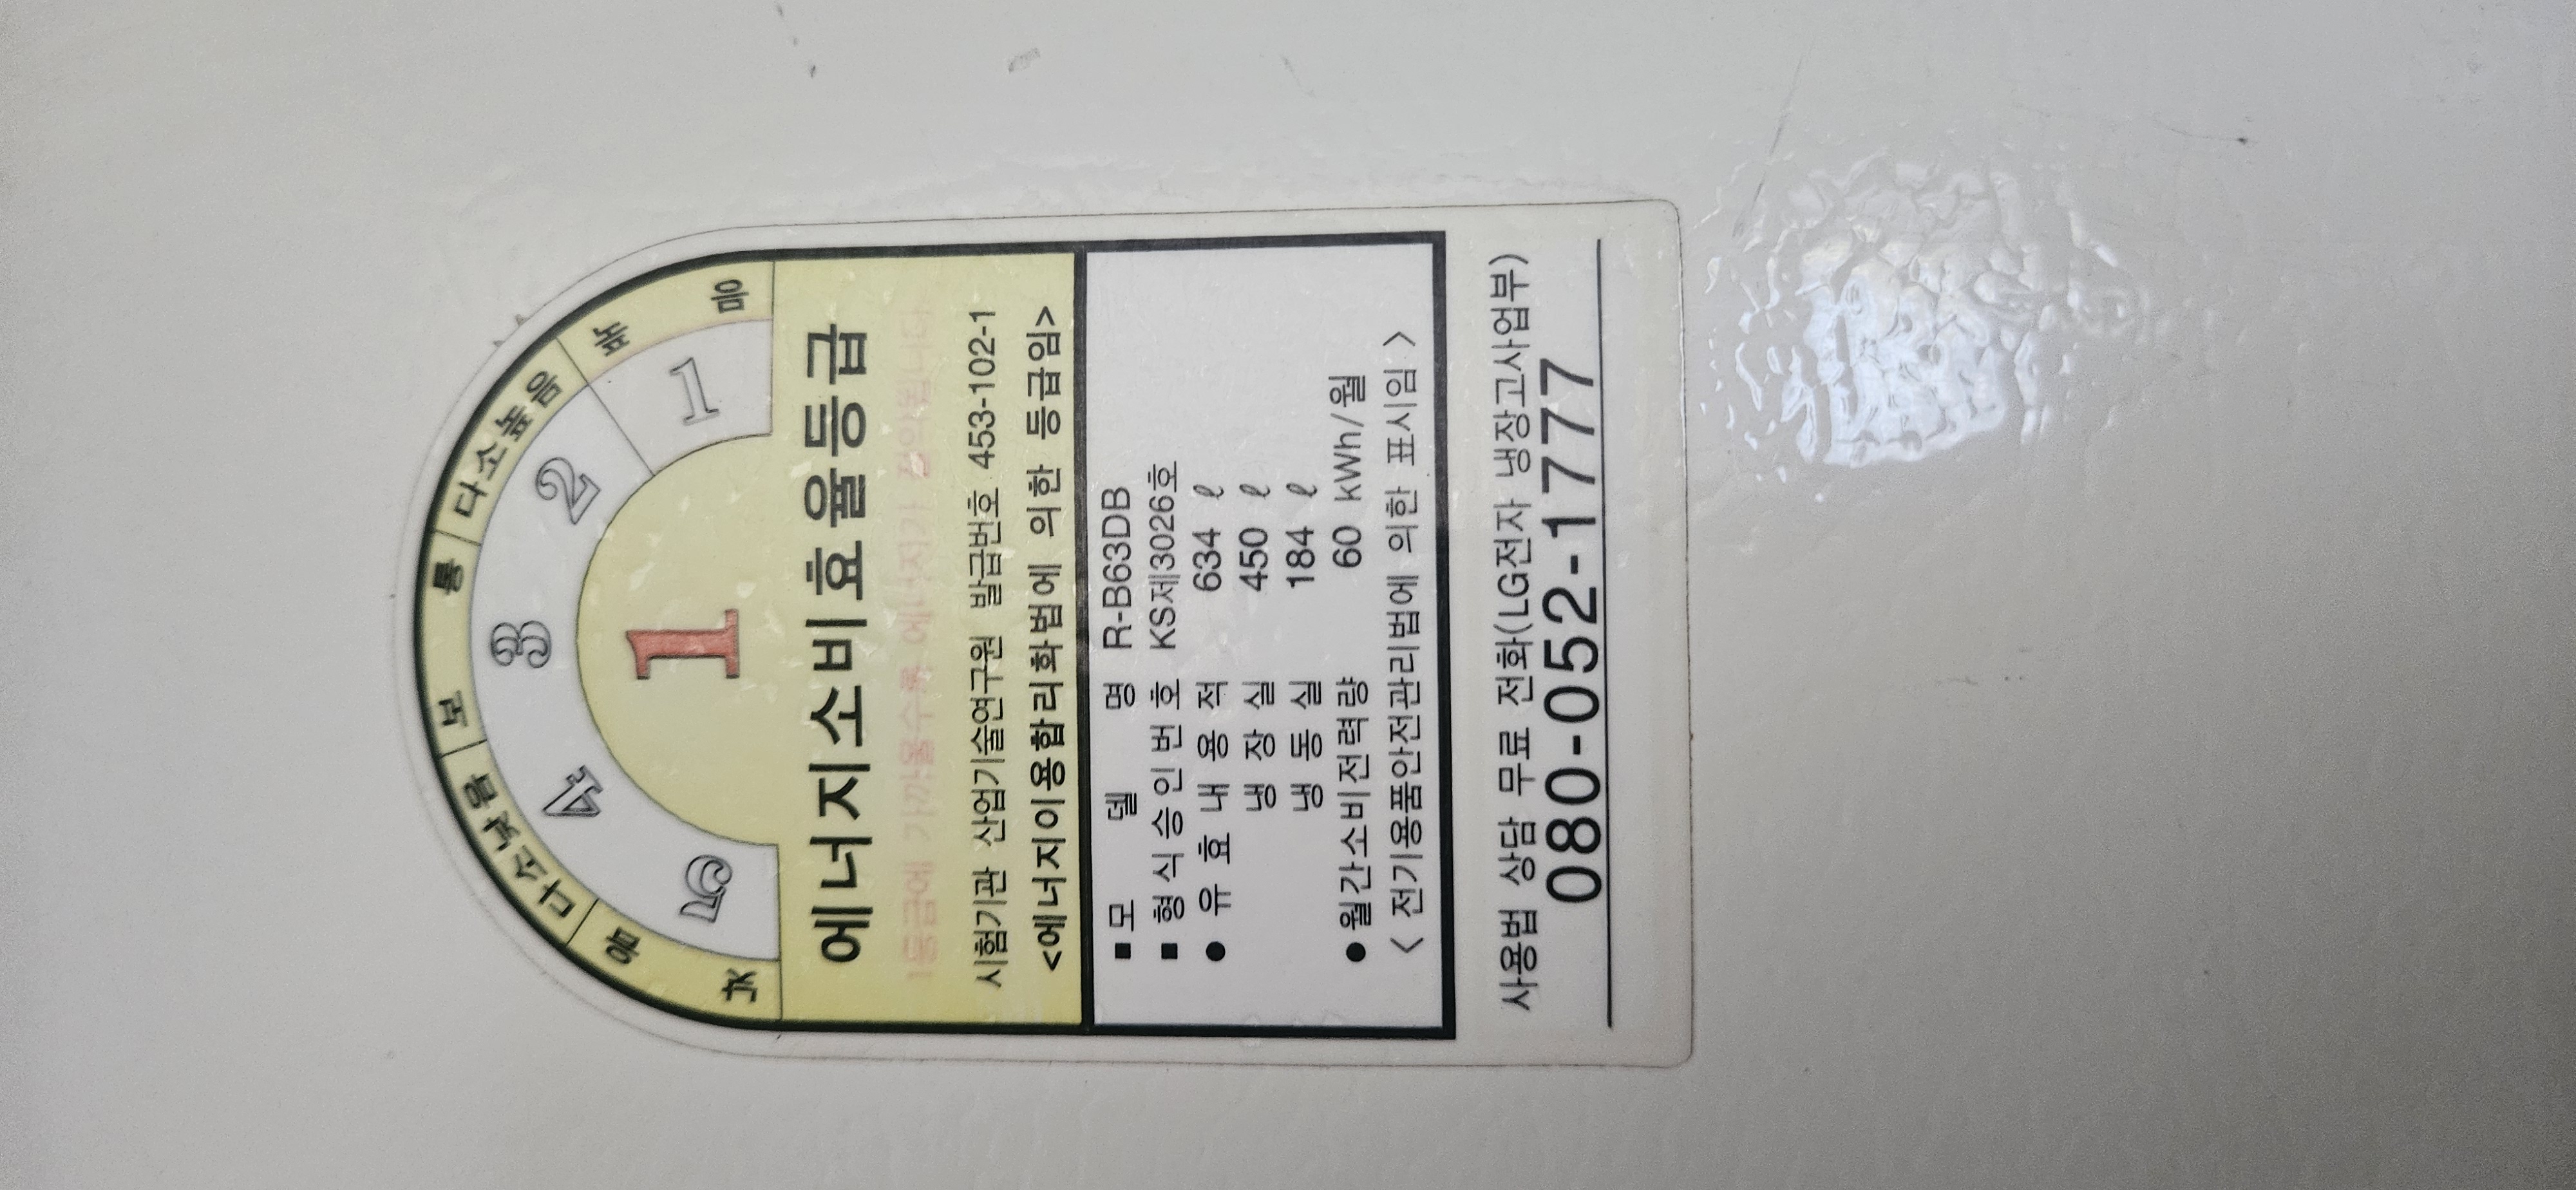 낮음 다소낮음 보통 다소높음 높음
5 4 3 2 1
1
에너지소비효율등급
1등급에 가까울수록 에너지가 절약됩니다
시험기관 산업기술연구원 발급번호 453-102-1
<에너지이용합리화법에 의한 등급임>
■ 모 델 명 R-B63DB
■ 형식승인번호 KS제3026호
● 유 효 내 용 적 634 ℓ
냉 장 실 450 ℓ
냉 동 실 184 ℓ
● 월간소비전력량 60 kWh/월
< 전기용품안전관리법에 의한 표시임 >
사용법 상담 무료 전화(LG전자 냉장고사업부)
080-052-1777